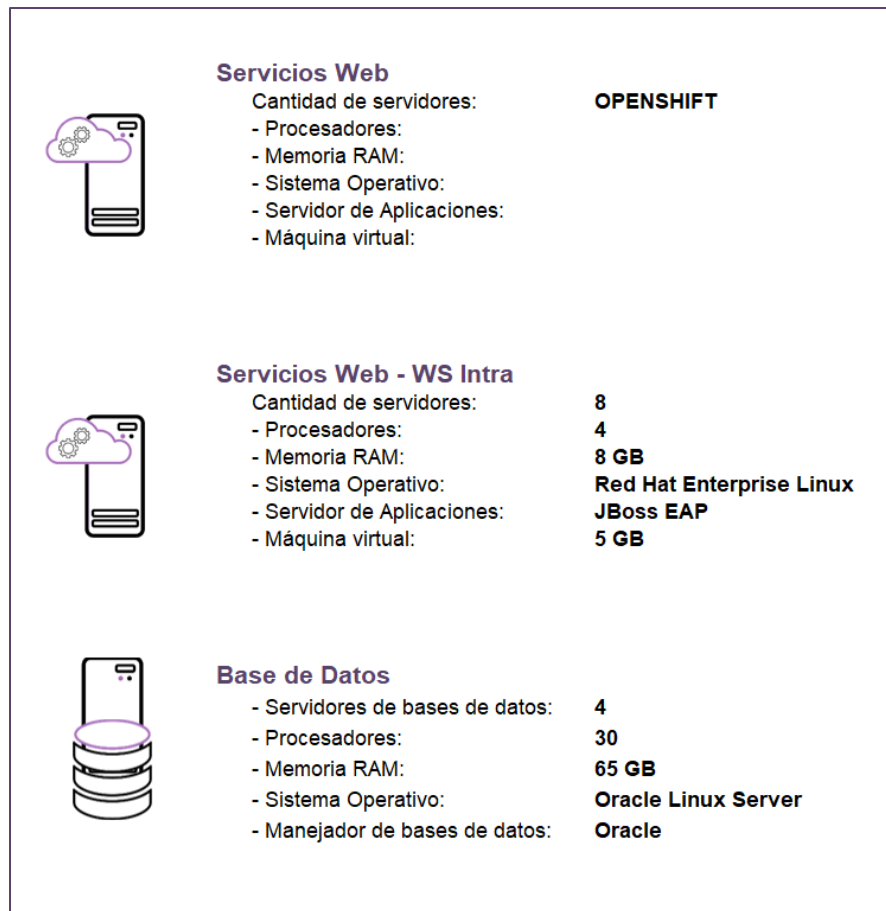 Servicios Web
Cantidad de servidores: OPENSHIFT
- Procesadores:
- Memoria RAM:
- Sistema Operativo:
- Servidor de Aplicaciones:
- Máquina virtual:
Servicios Web - WS Intra
Cantidad de servidores: 8
- Procesadores: 4
- Memoria RAM: 8 GB
- Sistema Operativo: Red Hat Enterprise Linux
- Servidor de Aplicaciones: JBoss EAP
- Máquina virtual: 5 GB
Base de Datos
- Servidores de bases de datos: 4
- Procesadores: 30
- Memoria RAM: 65 GB
- Sistema Operativo: Oracle Linux Server
- Manejador de bases de datos: Oracle